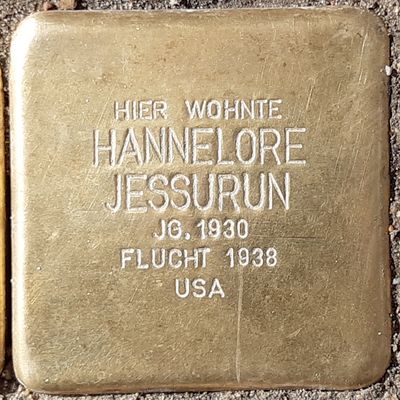 HIER WOHNTE
HANNELORE
JESSURUN
JG. 1930
FLUCHT 1938
USA